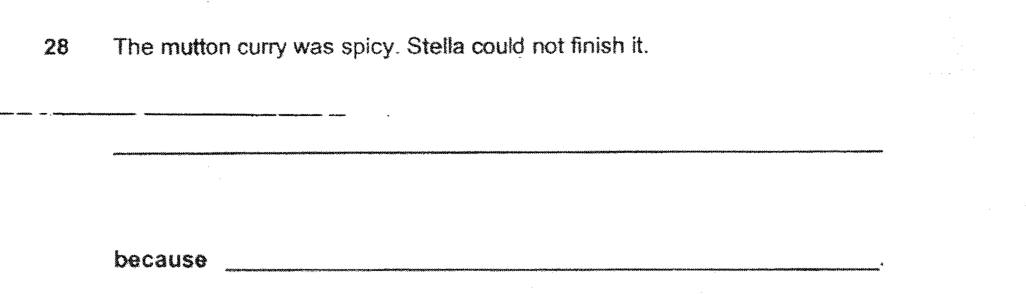 28 The mutton curry was spicy. Stella could not finish it.
because .